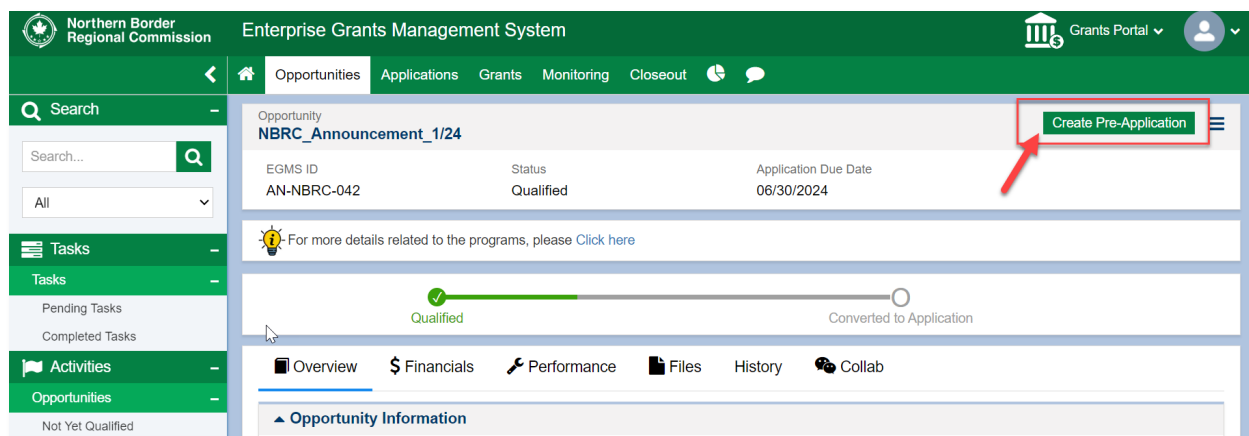 Northern Border
Regional Commission
Enterprise Grants Management System
Grants Portal
Opportunities
Applications
Grants
Monitoring
Closeout
Search
Search...
All
Tasks
Tasks
Pending Tasks
Completed Tasks
Activities
Opportunities
Not Yet Qualified
Opportunity
NBRC_Announcement_1/24
Create Pre-Application
EGMS ID
Status
Application Due Date
AN-NBRC-042
Qualified
06/30/2024
For more details related to the programs, please Click here
Qualified
Converted to Application
Overview
$ Financials
Performance
Files
History
Collab
Opportunity Information